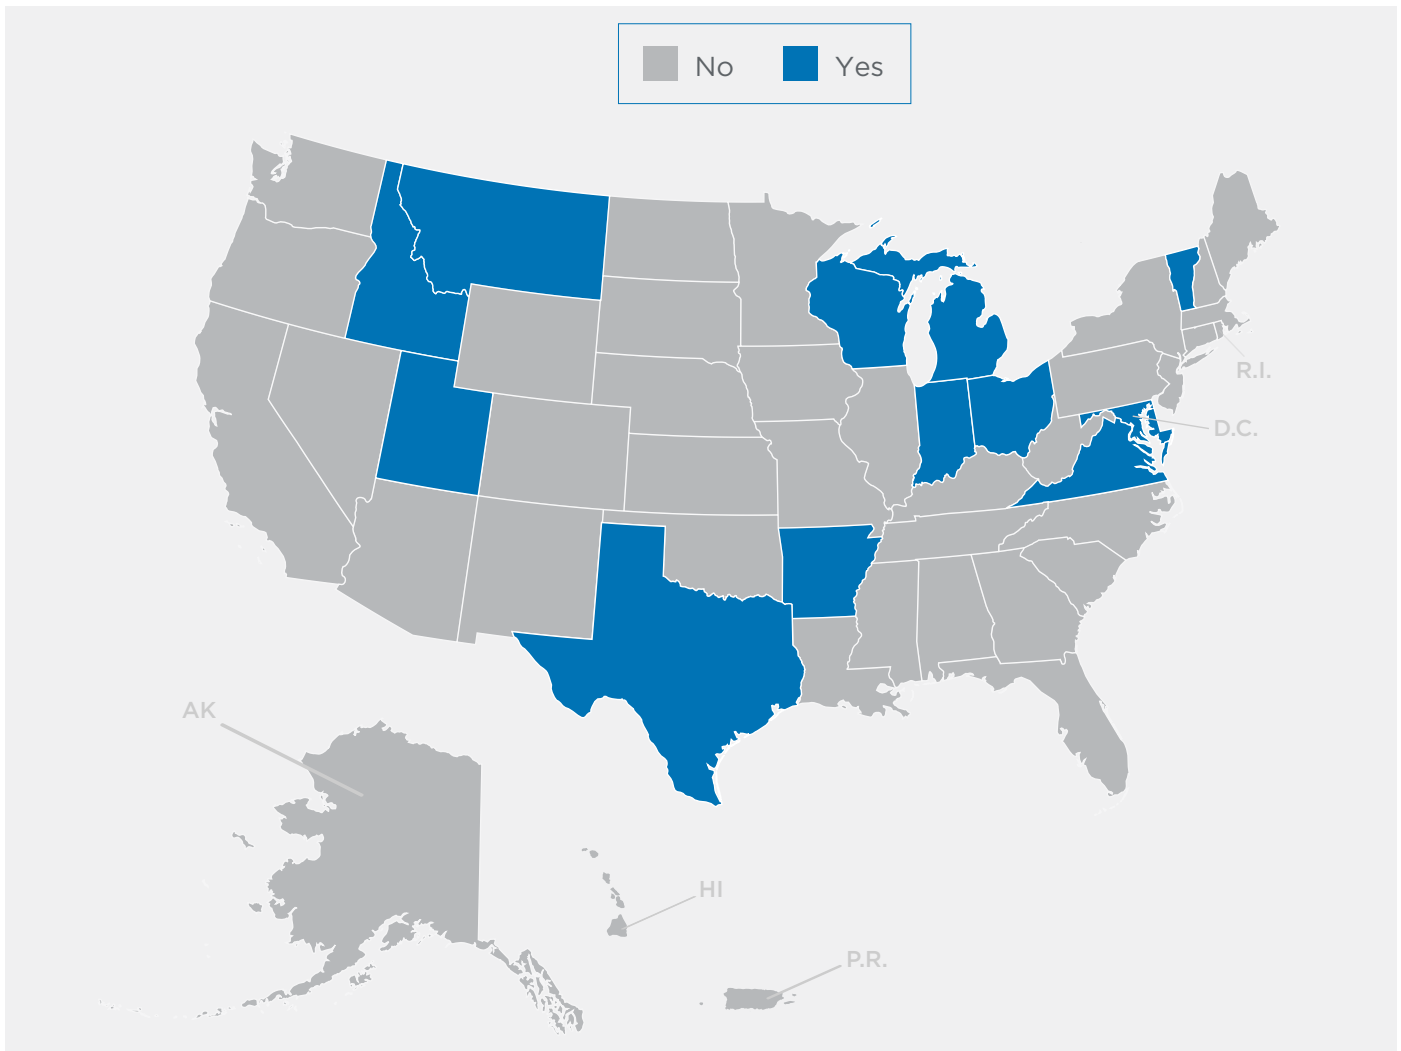 No
Yes
R.I.
D.C.
AK
HI
P.R.